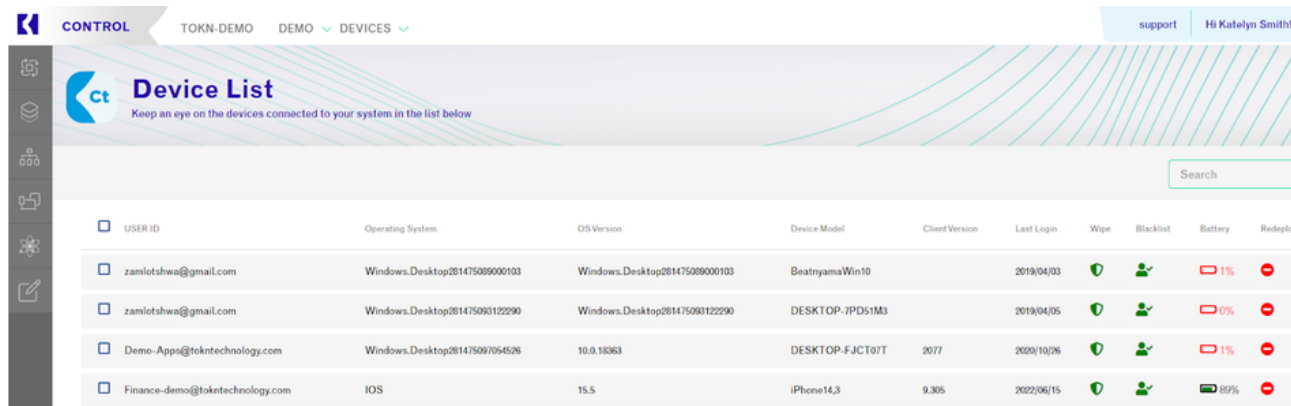 CONTROL TOKN-DEMO DEMO DEVICES support Hi Katelyn Smith!
Ct
Device List
Keep an eye on the devices connected to your system in the list below
Search
USER ID Operating System OS Version Device Model Client Version Last Login Wipe Blacklist Battery Redeplo
zamlotshwa@gmail.com Windows.Desktop281475089000103 Windows.Desktop281475089000103 BeatnyamaWin10 2019/04/03 1%
zamlotshwa@gmail.com Windows.Desktop281475093122290 Windows.Desktop281475093122290 DESKTOP-7PD51M3 2019/04/05 0%
Demo-Apps@tokntechnology.com Windows.Desktop281475097054526 10.0.18363 DESKTOP-FJCT07T 2077 2020/10/26 1%
Finance-demo@tokntechnology.com IOS 15.5 iPhone14,3 9.305 2022/06/15 89%